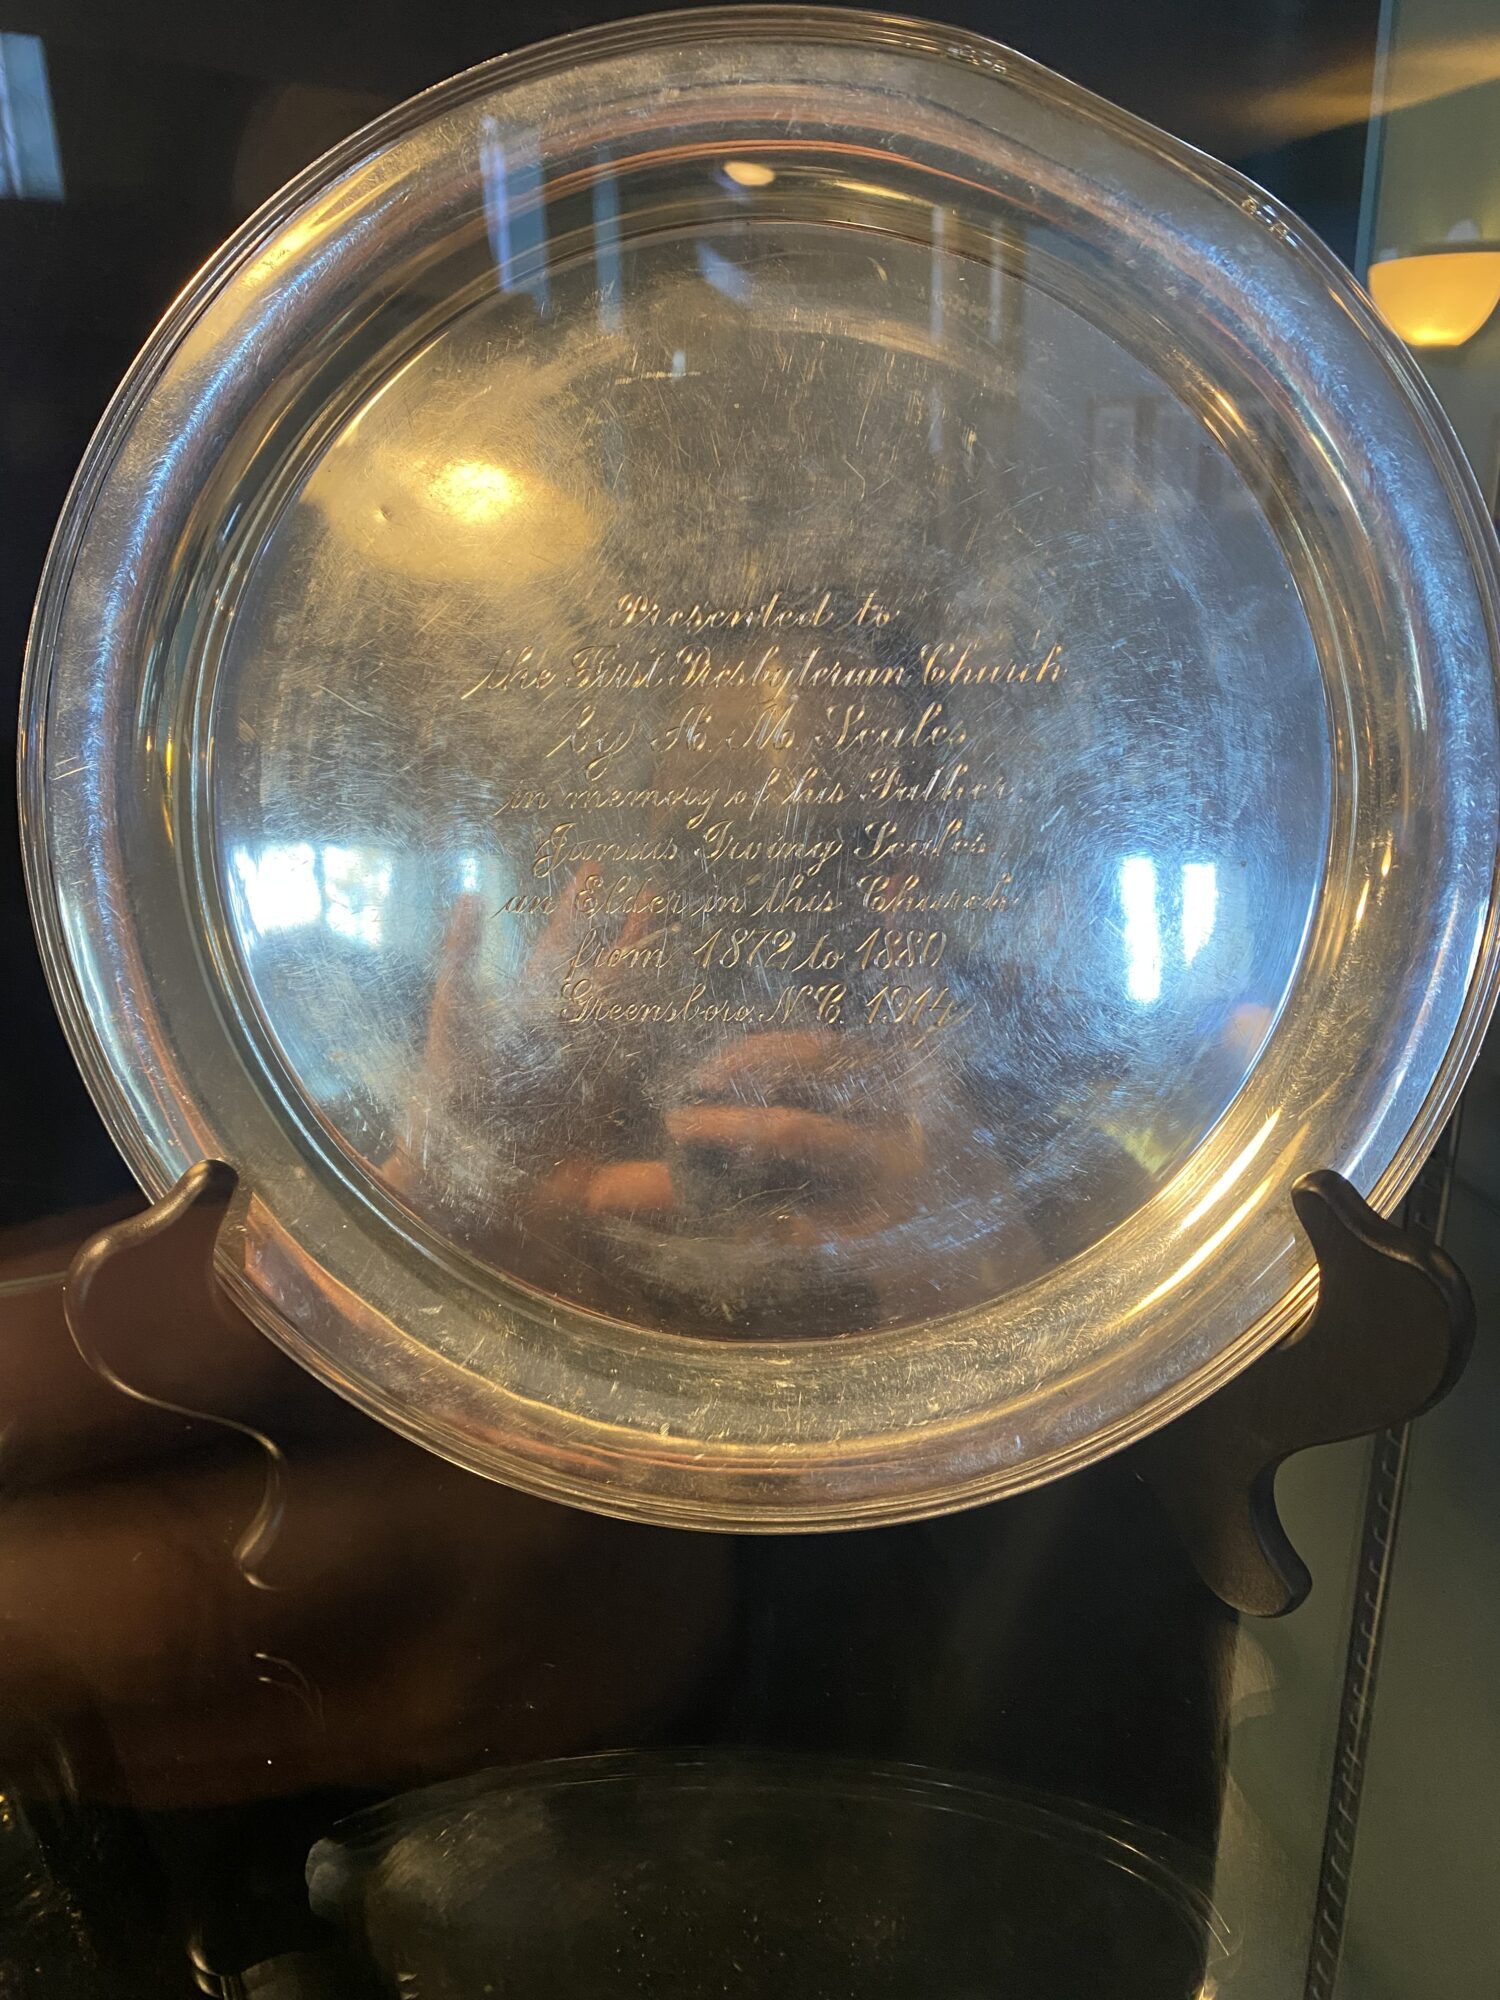 Presented to
the First Presbyterian Church
by A. M. Scales
in memory of his Father,
Junius Irving Scales
an Elder in this Church
from 1872 to 1880
Greensboro N.C. 1914